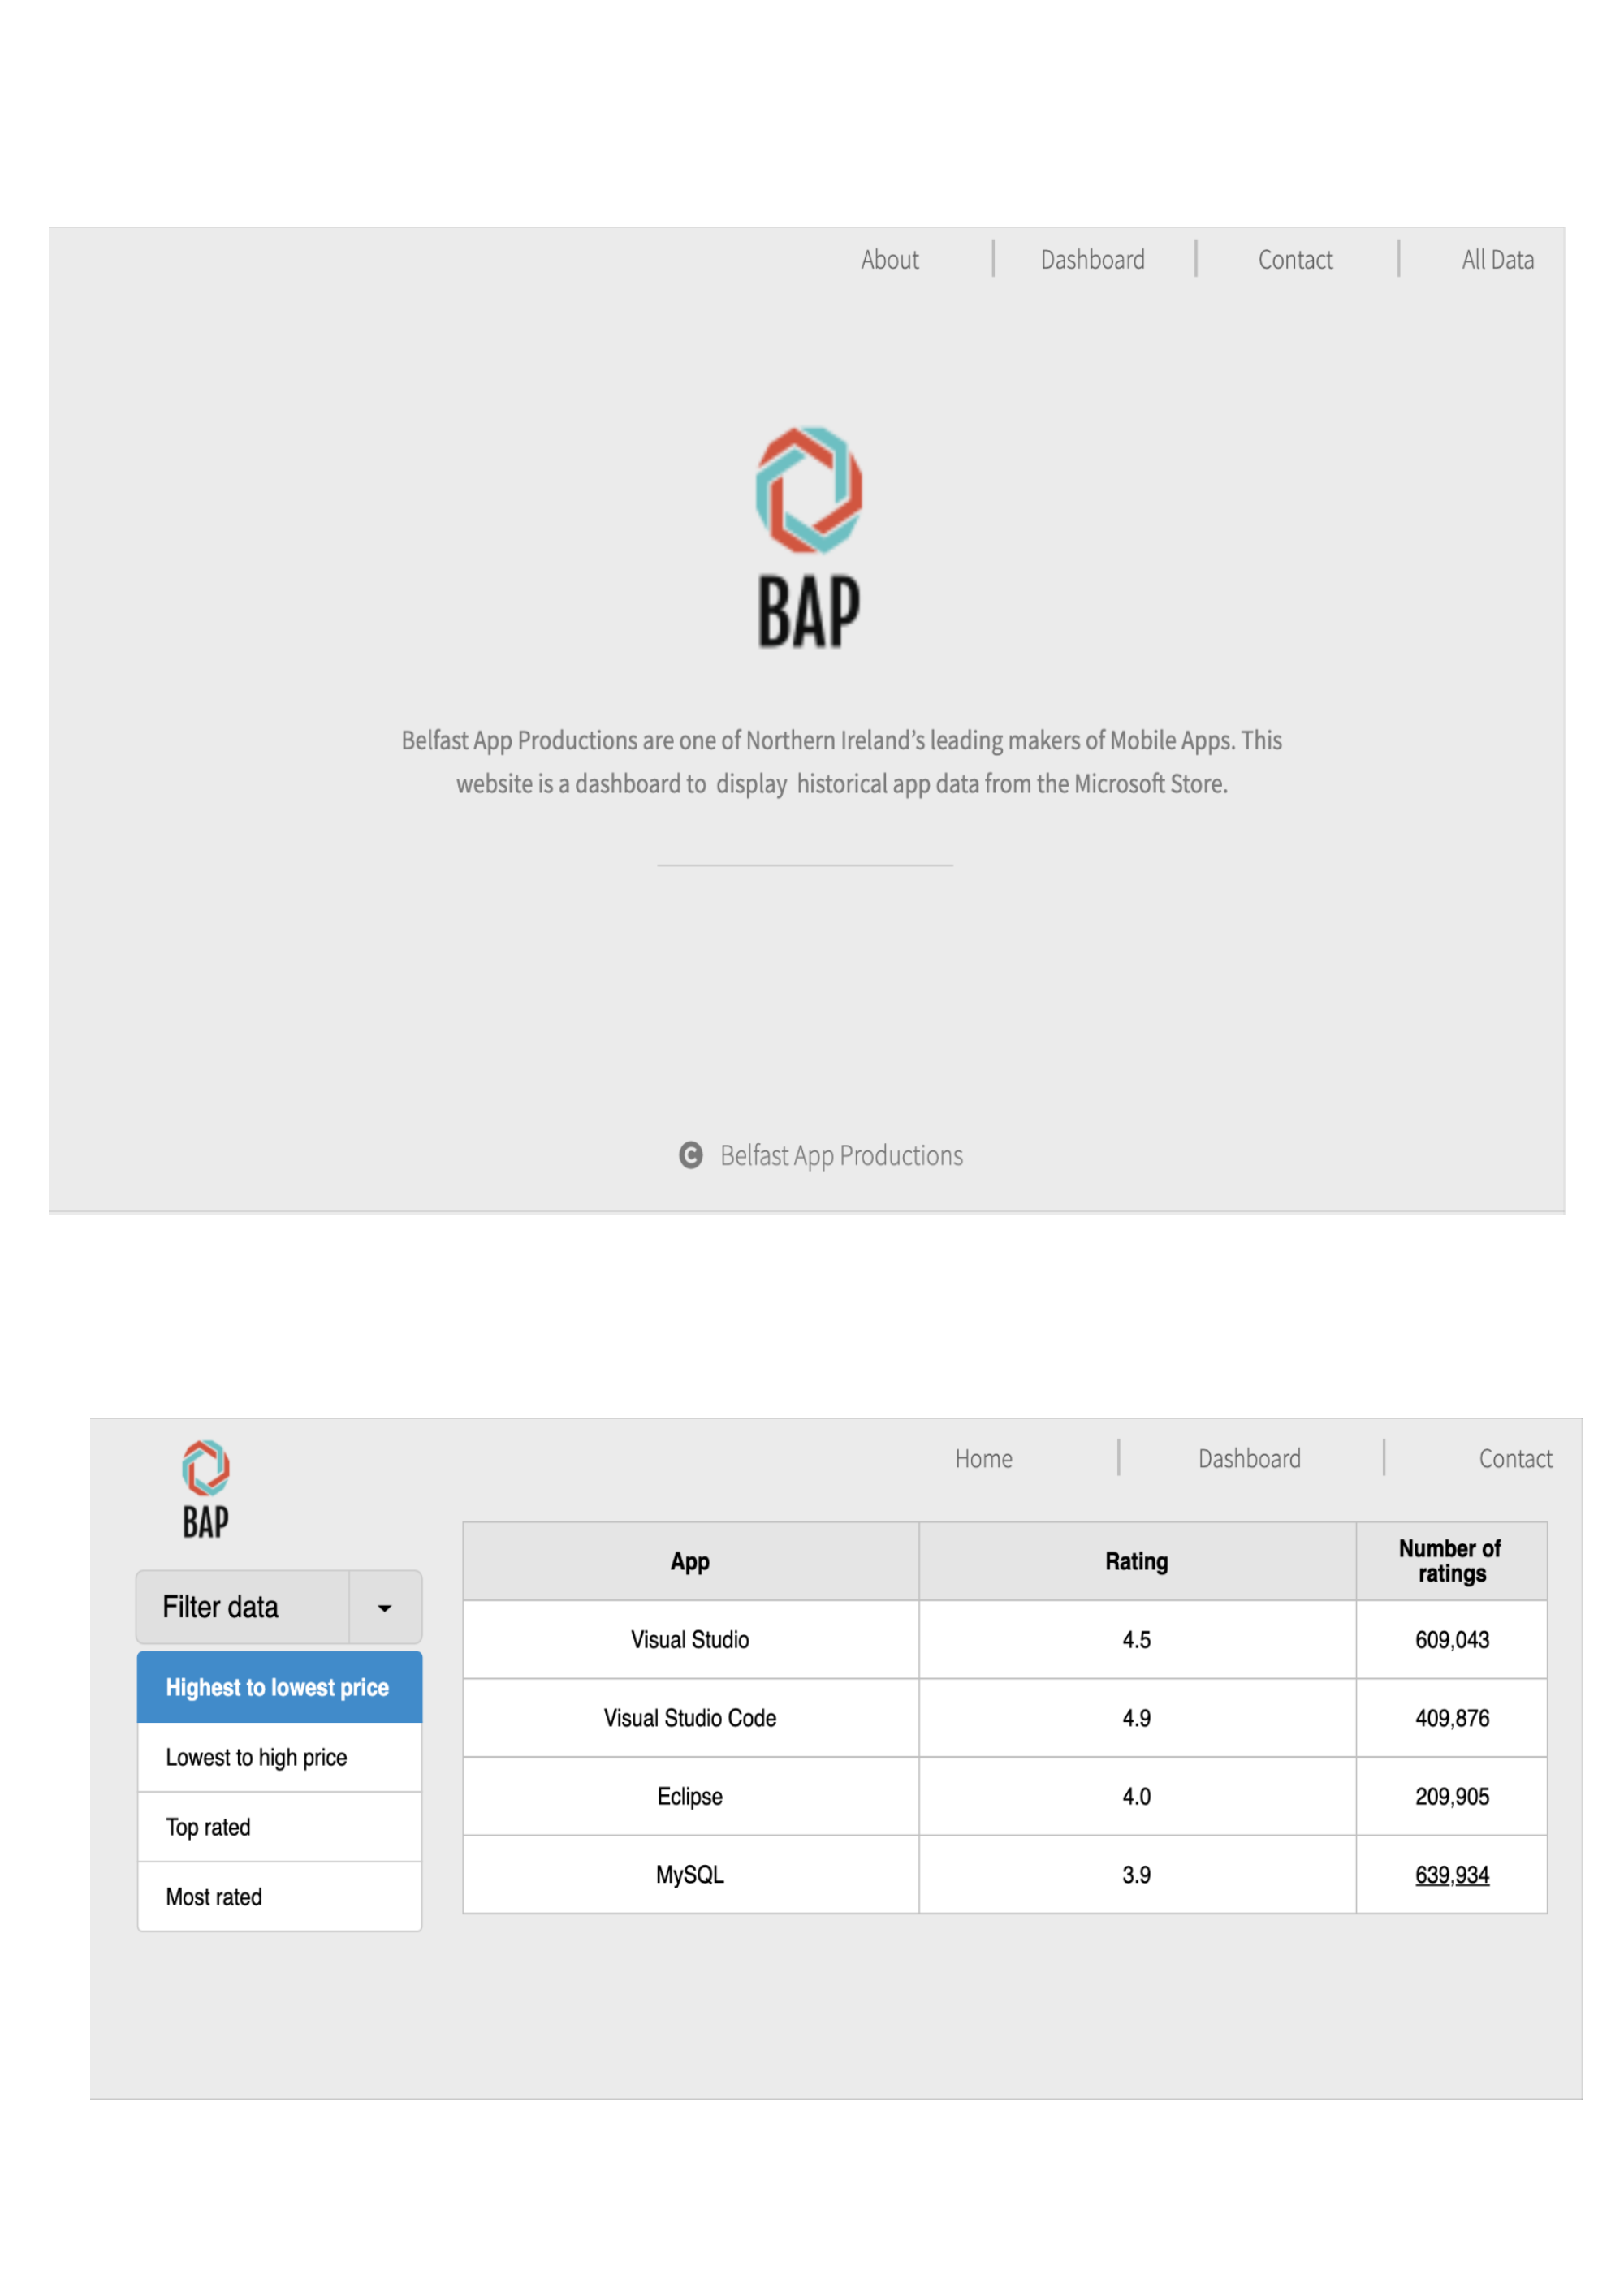 About | Dashboard | Contact | All Data
BAP
Belfast App Productions are one of Northern Ireland’s leading makers of Mobile Apps. This
website is a dashboard to display historical app data from the Microsoft Store.
© Belfast App Productions
BAP
Home | Dashboard | Contact
Filter data
Highest to lowest price
Lowest to high price
Top rated
Most rated
App Rating Number of
ratings
Visual Studio 4.5 609,043
Visual Studio Code 4.9 409,876
Eclipse 4.0 209,905
MySQL 3.9 639,934